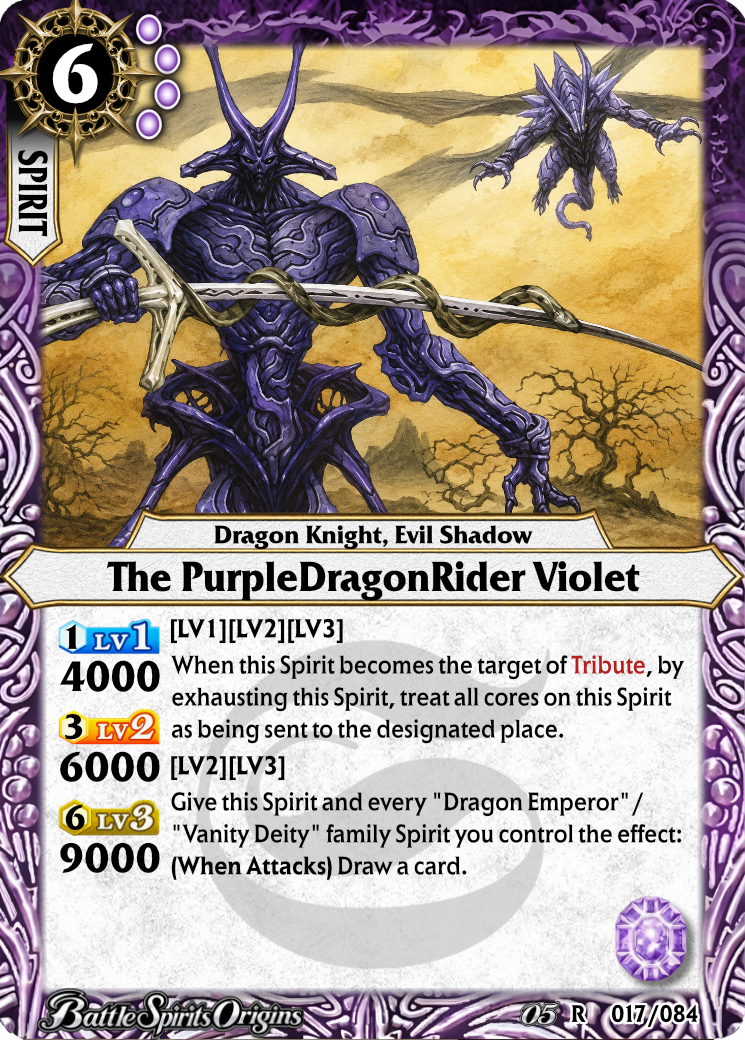 6
SPIRIT
Dragon Knight, Evil Shadow
The PurpleDragonRider Violet
1 LV1 [LV1][LV2][LV3]
4000 When this Spirit becomes the target of Tribute, by
exhausting this Spirit, treat all cores on this Spirit
3 LV2 as being sent to the designated place.
6000 [LV2][LV3]
6 LV3 Give this Spirit and every "Dragon Emperor"/
"Vanity Deity" family Spirit you control the effect:
9000 (When Attacks) Draw a card.
Battle Spirits Origins
05 R 017/084